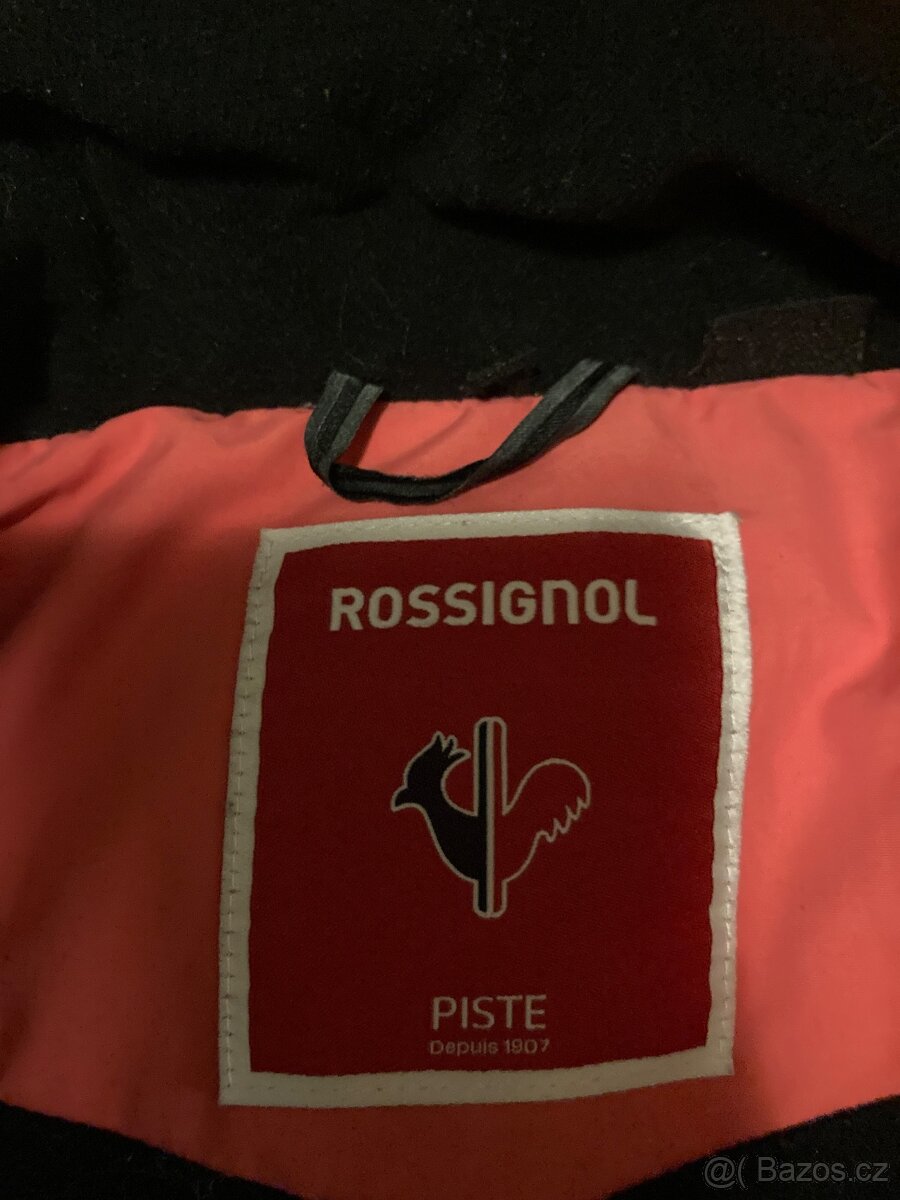 ROSSIGNOL
PISTE
Depuis 1907
@( Bazos.cz